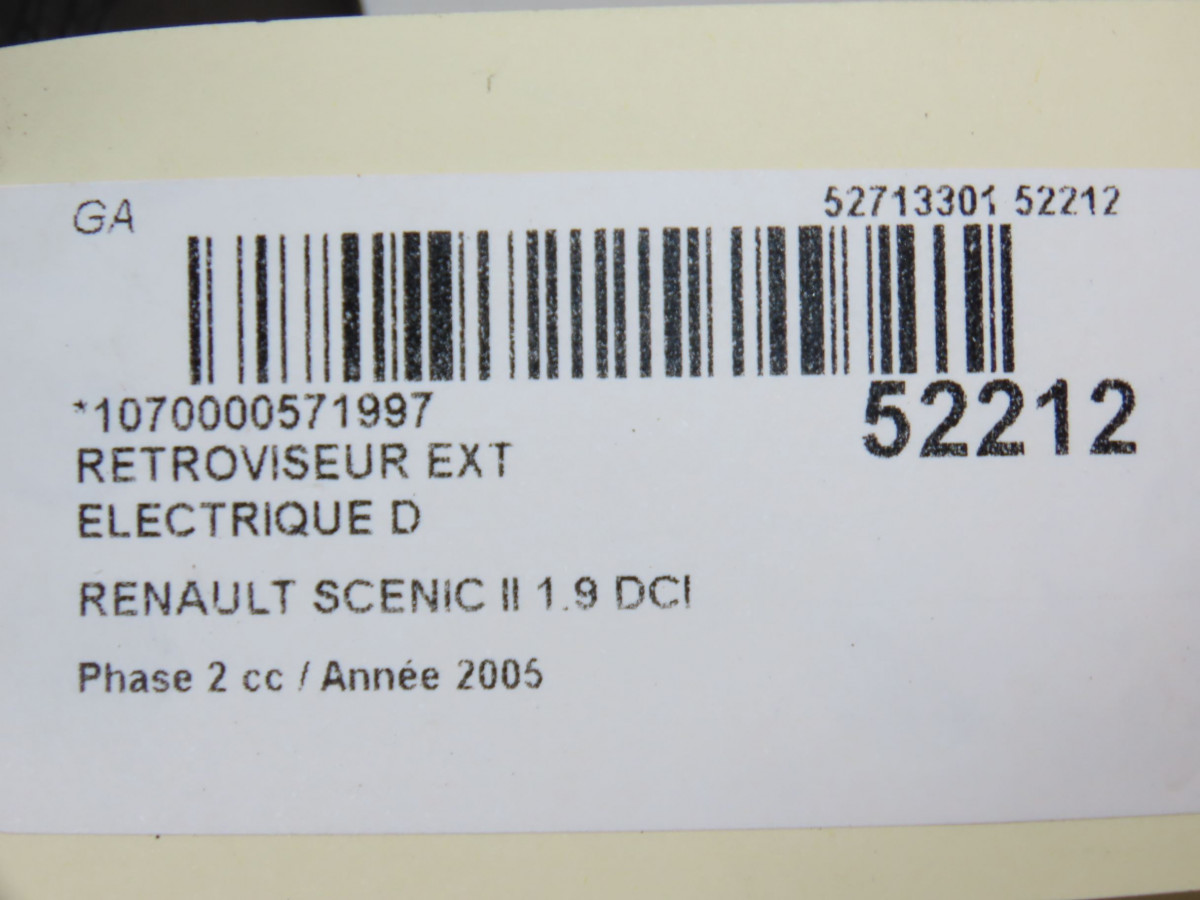 GA
52713301 52212
*1070000571997
52212
RETROVISEUR EXT
ELECTRIQUE D
RENAULT SCENIC II 1.9 DCI
Phase 2 cc / Année 2005